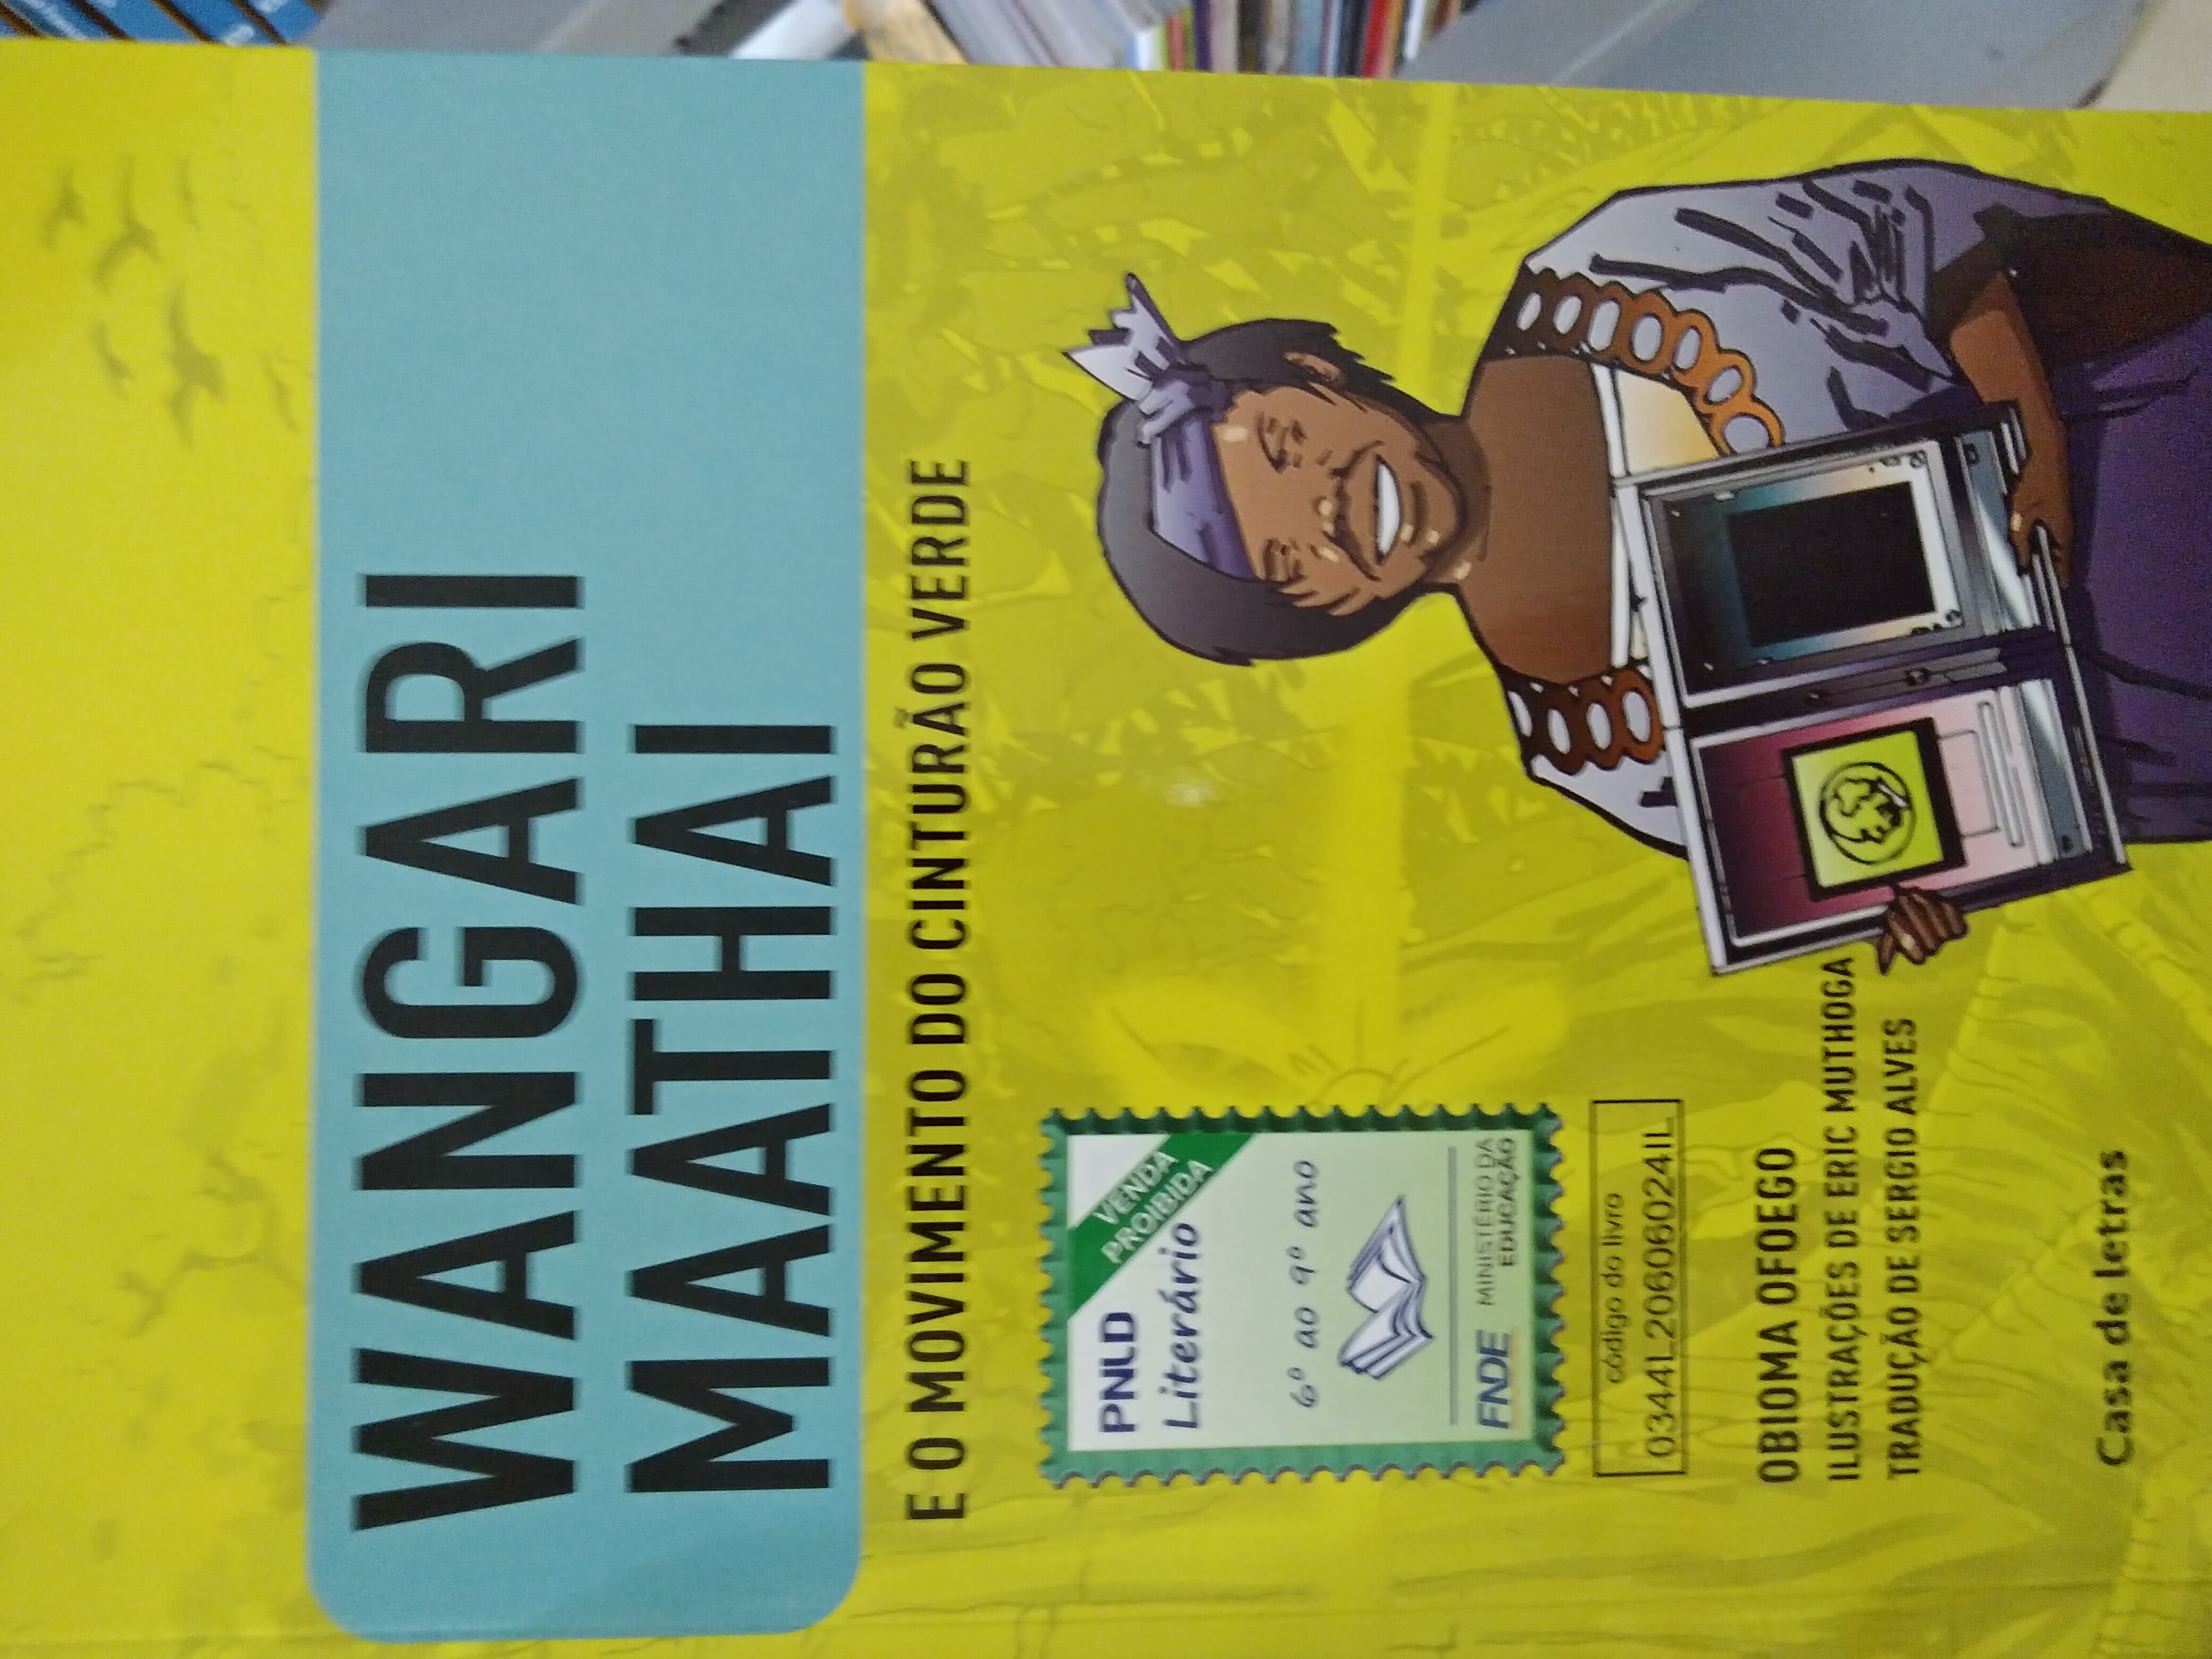 WANGARI
MAATHAI
E O MOVIMENTO DO CINTURÃO VERDE
PNLD
Literário
VENDA
PROIBIDA
6º ao 9º ano
FNDE
MINISTÉRIO DA
EDUCAÇÃO
código do livro
0344L20606024IL
OBIOMA OFOEGO
ILUSTRAÇÕES DE ERIC MUTHOGA
TRADUÇÃO DE SERGIO ALVES
Casa de letras